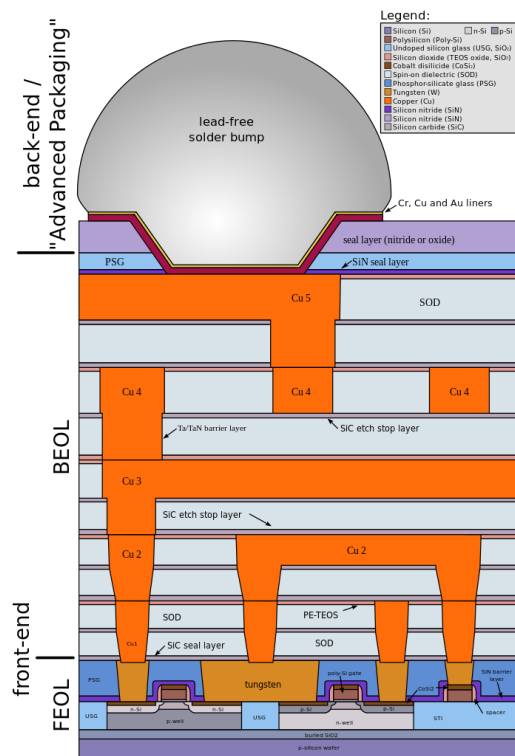 Legend:
Silicon (Si)
n-Si
p-Si
Polysilicon (Poly-Si)
Undoped silicon glass (USG, SiO₂)
Silicon dioxide (TEOS oxide, SiO₂)
Cobalt disilicide (CoSi₂)
Spin-on dielectric (SOD)
Phosphor-silicate glass (PSG)
Tungsten (W)
Copper (Cu)
Silicon nitride (SiN)
Silicon nitride (SiN)
Silicon carbide (SiC)
back-end /
"Advanced Packaging"
lead-free
solder bump
Cr, Cu and Au liners
seal layer (nitride or oxide)
PSG
SiN seal layer
Cu 5
SOD
BEOL
Cu 4
Cu 4
Cu 4
Ta/TaN barrier layer
SiC etch stop layer
Cu 3
SiC etch stop layer
Cu 2
Cu 2
front-end
SOD
PE-TEOS
Cu1
SiC seal layer
SOD
FEOL
PSG
tungsten
poly-Si gate
CoSi2
SiN barrier
layer
spacer
n-Si
n-Si
p-Si
p-Si
USG
p-well
USG
n-well
STI
buried SiO2
p-silicon wafer